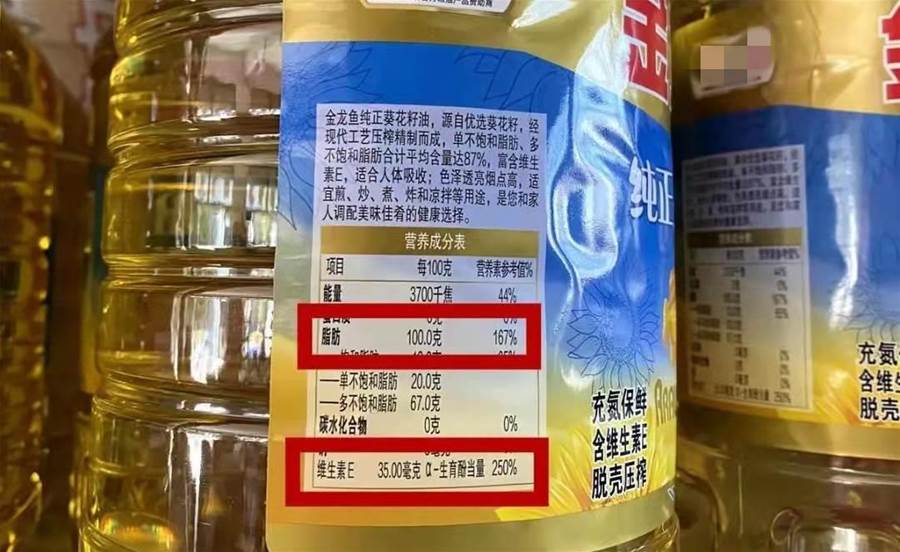 金龙鱼纯正葵花籽油，源自优选葵花籽，经
现代工艺压榨精制而成，单不饱和脂肪、多
不饱和脂肪合计平均含量达87%，富含维生
素E，适合人体吸收；色泽透亮烟点高，适
宜煎、炒、煮、炸和凉拌等用途，是您和家
人调配美味佳肴的健康选择。
营养成分表
项目 每100克 营养素参考值%
能量 3700千焦 44%
脂肪 100.0克 167%
——单不饱和脂肪 20.0克
——多不饱和脂肪 67.0克
碳水化合物 0克 0%
维生素E 35.00毫克 α-生育酚当量 250%
金
纯正
充氮保鲜
含维生素E
脱壳压榨
充氮保
含维生
脱壳